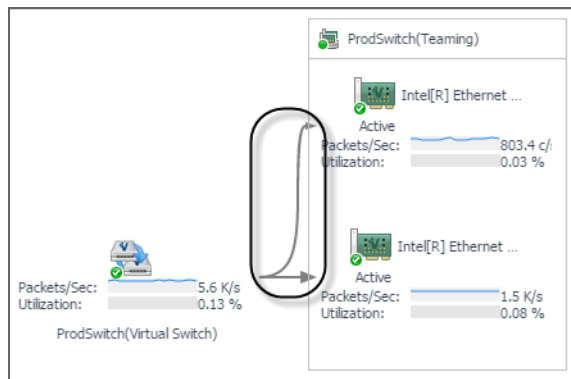 ProdSwitch(Teaming)
Intel[R] Ethernet ...
Active
Packets/Sec: 803.4 c/
Utilization: 0.03 %
Intel[R] Ethernet ...
Active
Packets/Sec: 1.5 K/s
Utilization: 0.08 %
Packets/Sec: 5.6 K/s
Utilization: 0.13 %
ProdSwitch(Virtual Switch)